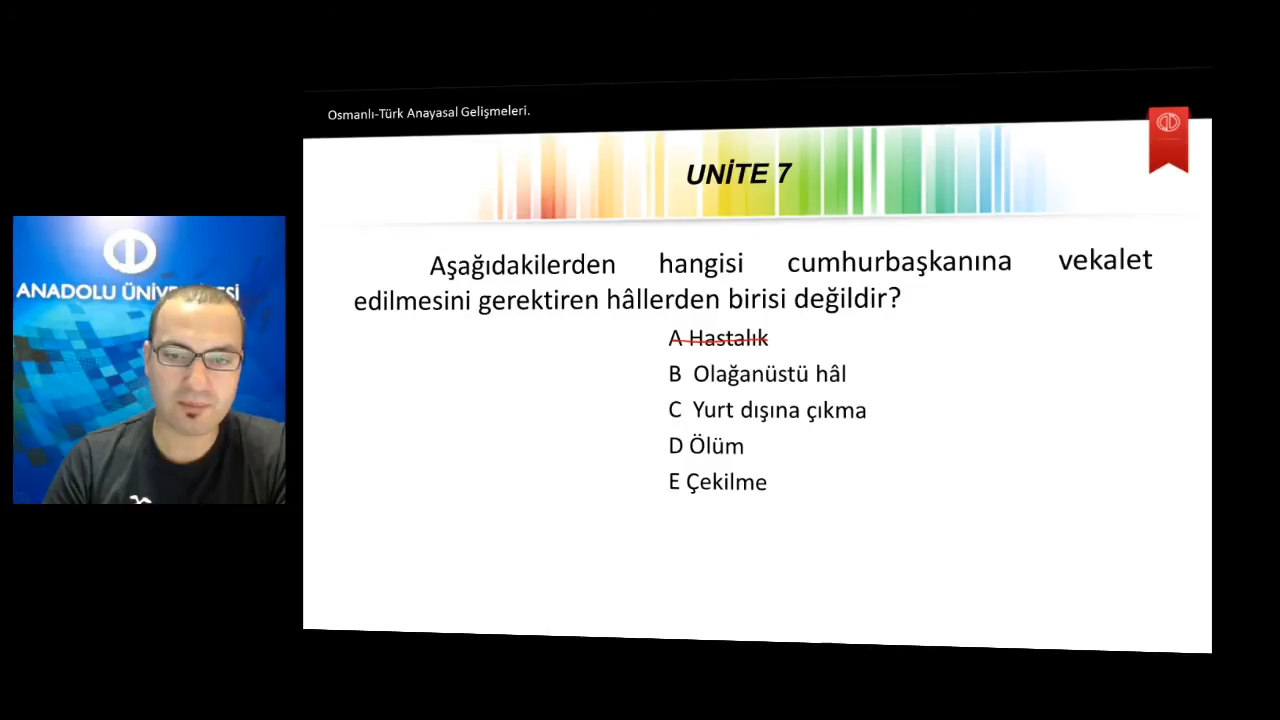 Osmanlı-Türk Anayasal Gelişmeleri.
UNİTE 7
Aşağıdakilerden hangisi cumhurbaşkanına vekalet
edilmesini gerektiren hâllerden birisi değildir?
A Hastalık
B Olağanüstü hâl
C Yurt dışına çıkma
D Ölüm
E Çekilme
ANADOLU ÜNİVERSİTESİ